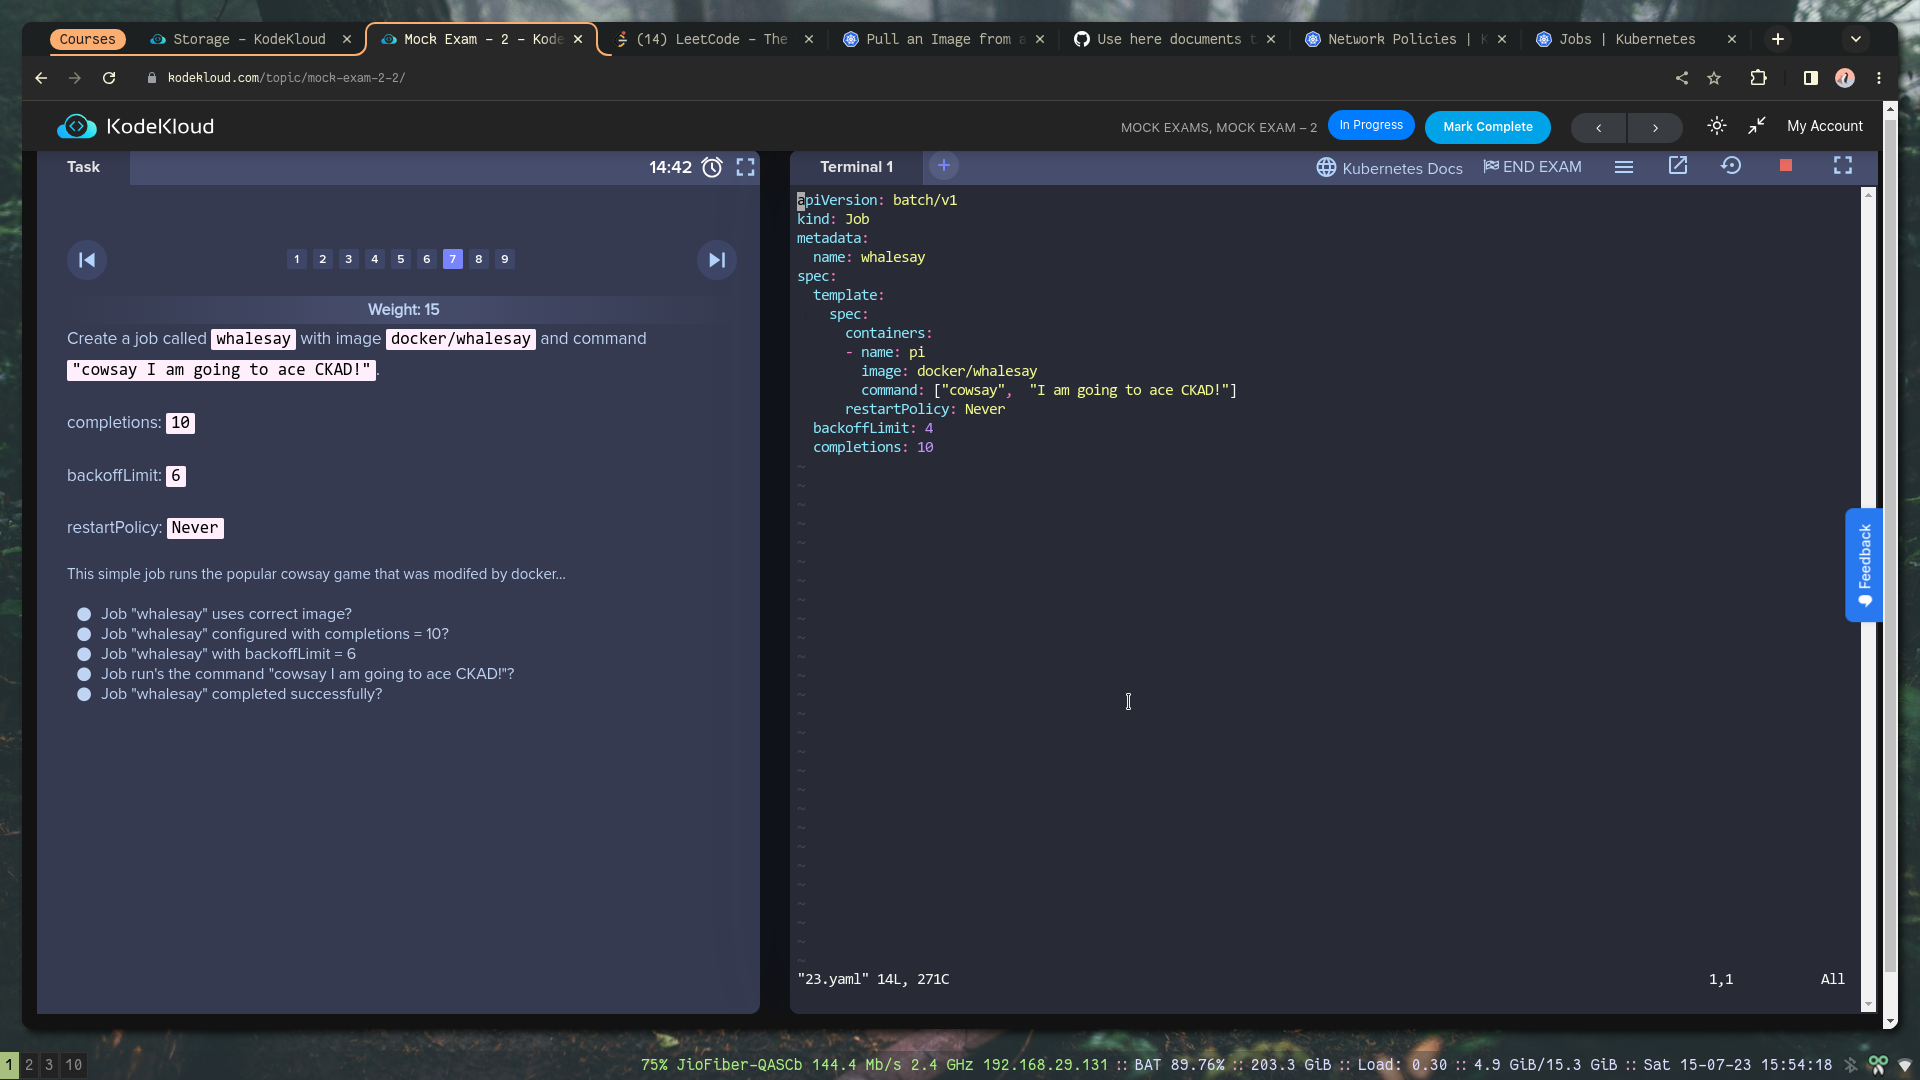 Courses
Storage – KodeKloud
Mock Exam – 2 – Kode
(14) LeetCode – The
Pull an Image from a
Use here documents t
Network Policies | K
Jobs | Kubernetes
kodekloud.com/topic/mock-exam-2-2/
KodeKloud
MOCK EXAMS, MOCK EXAM – 2
In Progress
Mark Complete
My Account
Task
14:42
Terminal 1
Kubernetes Docs
END EXAM
1 2 3 4 5 6 7 8 9
Weight: 15
Create a job called whalesay with image docker/whalesay and command
"cowsay I am going to ace CKAD!".
completions: 10
backoffLimit: 6
restartPolicy: Never
This simple job runs the popular cowsay game that was modifed by docker…
Job "whalesay" uses correct image?
Job "whalesay" configured with completions = 10?
Job "whalesay" with backoffLimit = 6
Job run's the command "cowsay I am going to ace CKAD!"?
Job "whalesay" completed successfully?
apiVersion: batch/v1
kind: Job
metadata:
  name: whalesay
spec:
  template:
    spec:
      containers:
      - name: pi
        image: docker/whalesay
        command: ["cowsay",  "I am going to ace CKAD!"]
      restartPolicy: Never
  backoffLimit: 4
  completions: 10
"23.yaml" 14L, 271C
1,1
All
Feedback
1 2 3 10
75% JioFiber-QASCb 144.4 Mb/s 2.4 GHz 192.168.29.131 :: BAT 89.76% :: 203.3 GiB :: Load: 0.30 :: 4.9 GiB/15.3 GiB :: Sat 15-07-23 15:54:18